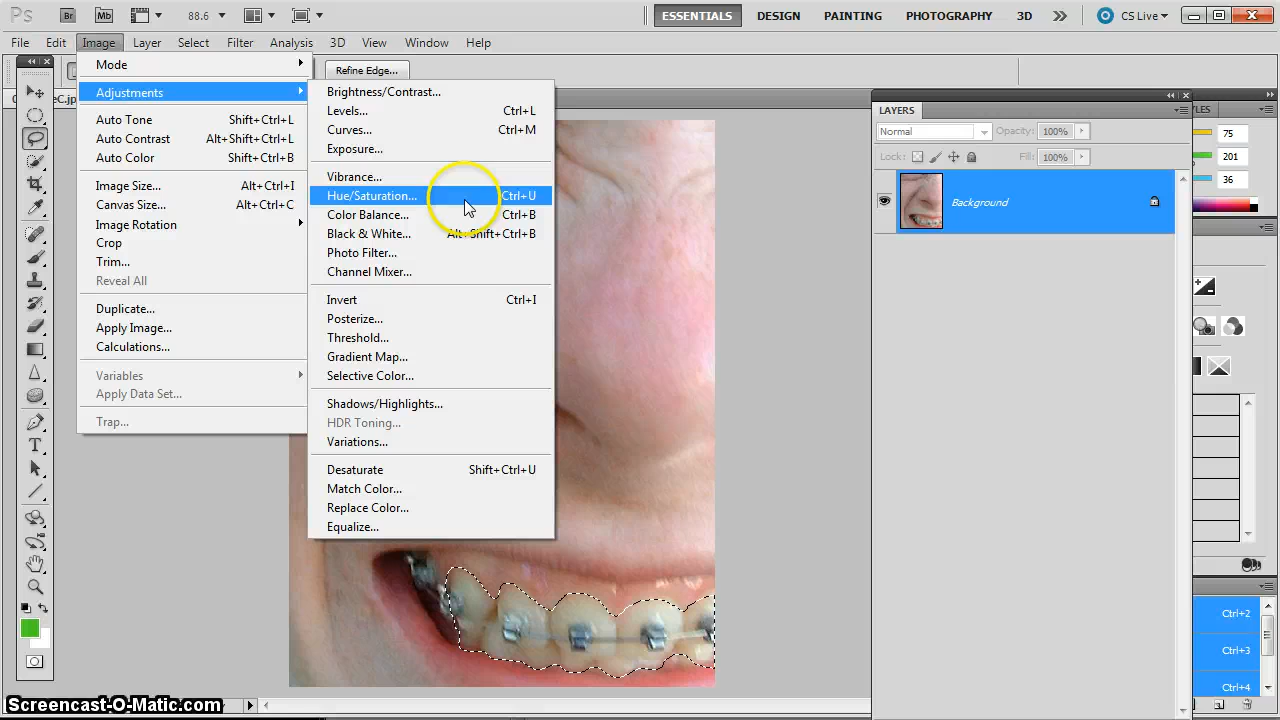 Ps Br Mb 88.6 ESSENTIALS DESIGN PAINTING PHOTOGRAPHY 3D CS Live
File Edit Image Layer Select Filter Analysis 3D View Window Help
Refine Edge...
Mode
Adjustments
Auto Tone Shift+Ctrl+L
Auto Contrast Alt+Shift+Ctrl+L
Auto Color Shift+Ctrl+B
Image Size... Alt+Ctrl+I
Canvas Size... Alt+Ctrl+C
Image Rotation
Crop
Trim...
Reveal All
Duplicate...
Apply Image...
Calculations...
Variables
Apply Data Set...
Trap...
Brightness/Contrast...
Levels... Ctrl+L
Curves... Ctrl+M
Exposure...
Vibrance...
Hue/Saturation... Ctrl+U
Color Balance... Ctrl+B
Black & White... Alt+Shift+Ctrl+B
Photo Filter...
Channel Mixer...
Invert Ctrl+I
Posterize...
Threshold...
Gradient Map...
Selective Color...
Shadows/Highlights...
HDR Toning...
Variations...
Desaturate Shift+Ctrl+U
Match Color...
Replace Color...
Equalize...
LAYERS
Normal Opacity: 100%
Lock: Fill: 100%
Background
YLES
75
201
36
Ctrl+2
Ctrl+3
Ctrl+4
Screencast-O-Matic.com